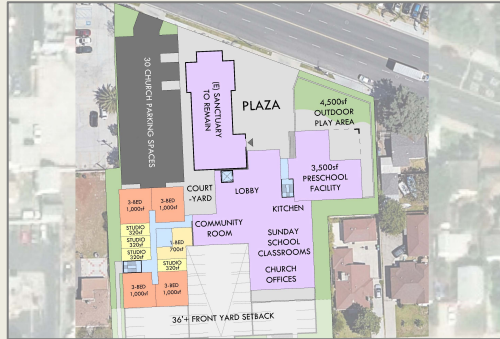 30 CHURCH PARKING SPACES
(E) SANCTUARY
TO REMAIN
PLAZA
4,500sf
OUTDOOR
PLAY AREA
3,500sf
PRESCHOOL
FACILITY
COURT
-YARD
LOBBY
KITCHEN
COMMUNITY
ROOM
SUNDAY
SCHOOL
CLASSROOMS
CHURCH
OFFICES
3-BED
1,000sf
3-BED
1,000sf
STUDIO
320sf
STUDIO
320sf
STUDIO
320sf
1-BED
700sf
STUDIO
320sf
3-BED
1,000sf
3-BED
1,000sf
36'+ FRONT YARD SETBACK